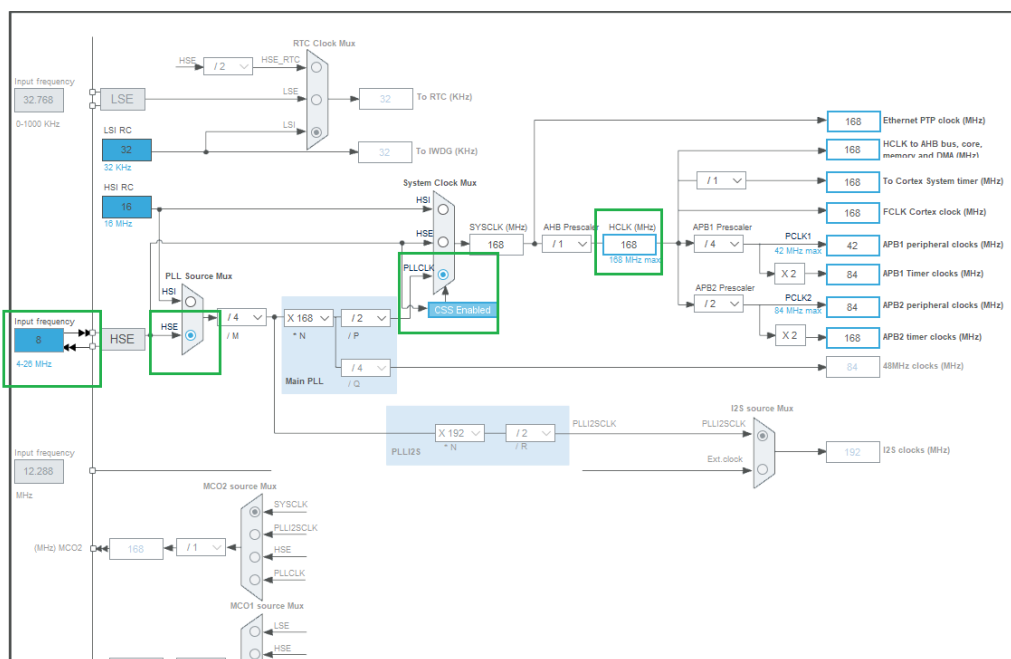 RTC Clock Mux
HSE
/ 2
HSE_RTC
Input frequency
32.768
0-1000 KHz
LSE
LSE
32
To RTC (KHz)
LSI RC
32
32 KHz
LSI
32
To IWDG (KHz)
HSI RC
16
16 MHz
System Clock Mux
HSI
HSE
PLLCLK
CSS Enabled
SYSCLK (MHz)
168
AHB Prescaler
/ 1
HCLK (MHz)
168
168 MHz max
168
Ethernet PTP clock (MHz)
168
HCLK to AHB bus, core,
memory and DMA (MHz)
/ 1
168
To Cortex System timer (MHz)
168
FCLK Cortex clock (MHz)
APB1 Prescaler
/ 4
PCLK1
42 MHz max
42
APB1 peripheral clocks (MHz)
X 2
84
APB1 Timer clocks (MHz)
APB2 Prescaler
/ 2
PCLK2
84 MHz max
84
APB2 peripheral clocks (MHz)
X 2
168
APB2 timer clocks (MHz)
PLL Source Mux
HSI
HSE
Input frequency
8
4-26 MHz
HSE
/ 4
/ M
X 168
* N
/ 2
/ P
/ 4
/ Q
Main PLL
84
48MHz clocks (MHz)
PLLI2S
X 192
* N
/ 2
/ R
PLLI2SCLK
I2S source Mux
PLLI2SCLK
Ext.clock
192
I2S clocks (MHz)
Input frequency
12.288
MHz
MCO2 source Mux
SYSCLK
PLLI2SCLK
HSE
PLLCLK
(MHz) MCO2
168
/ 1
MCO1 source Mux
LSE
HSE